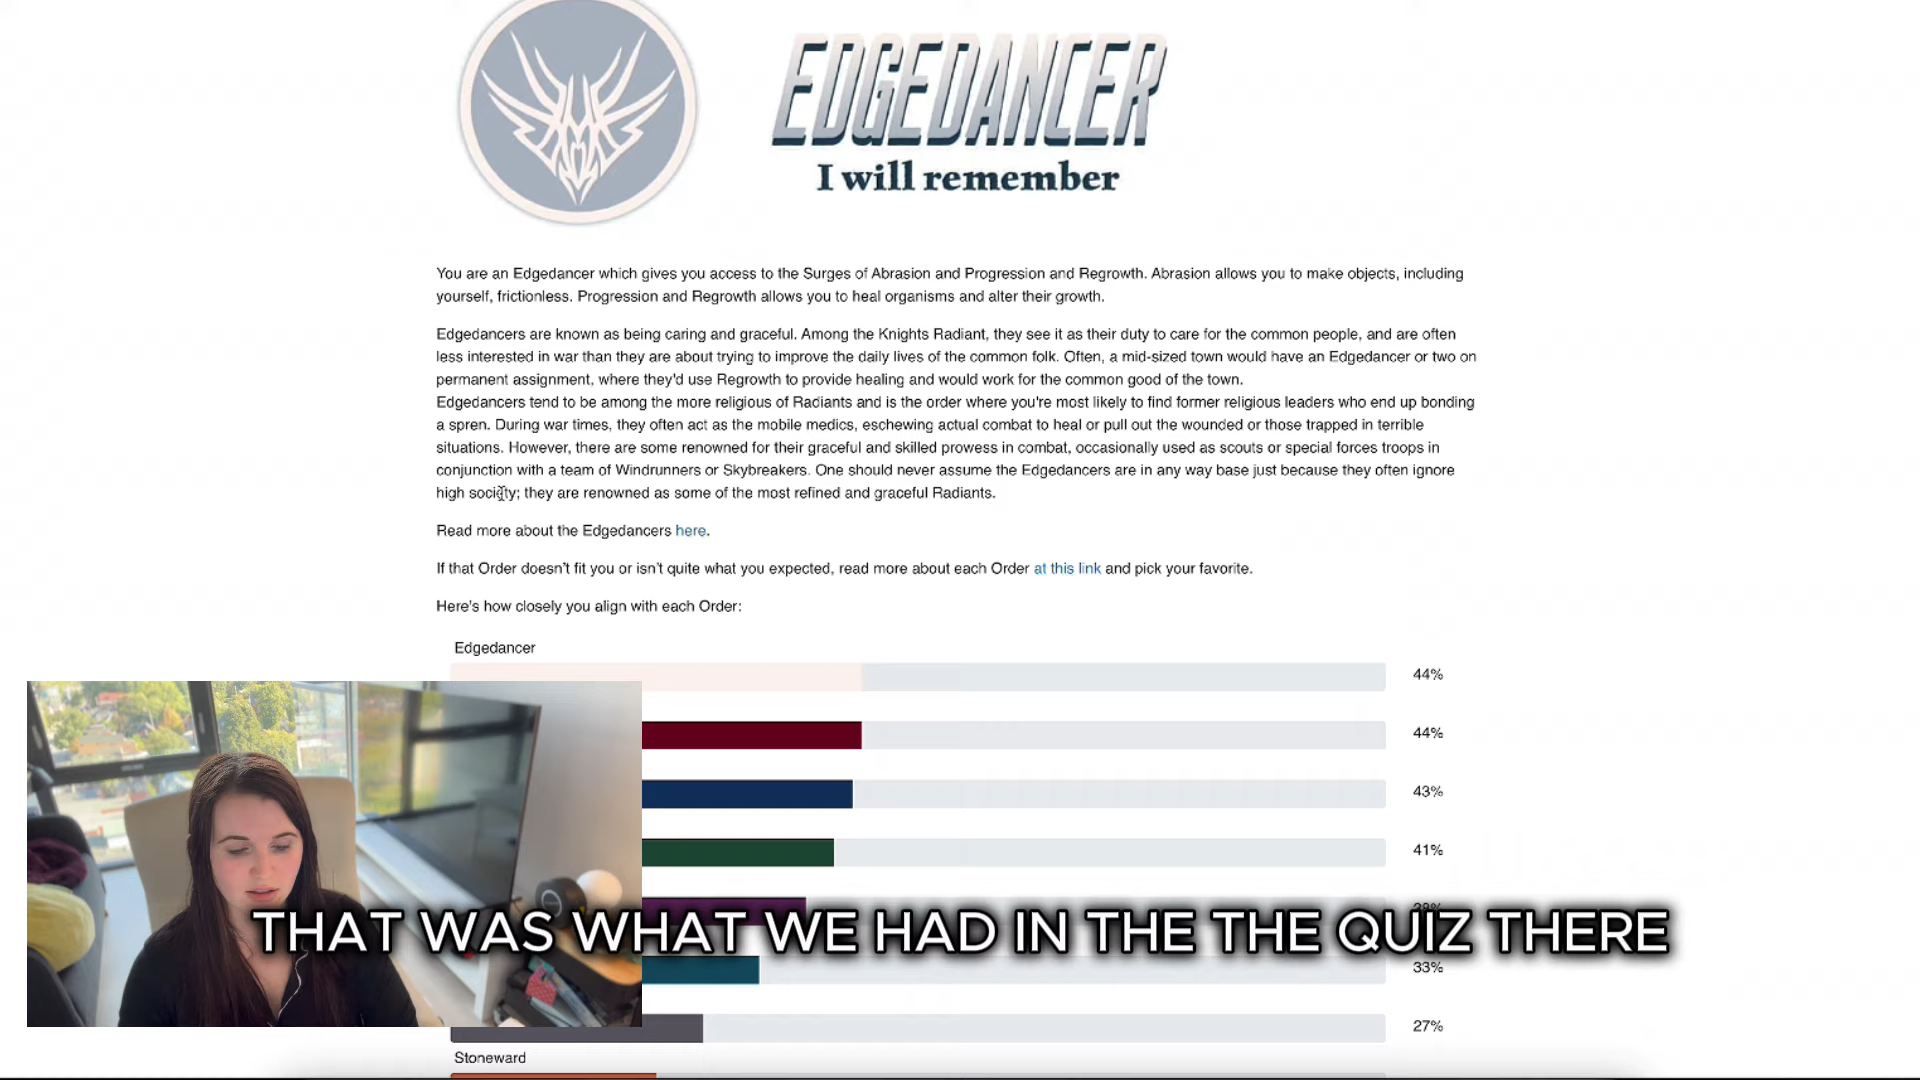 EDGEDANCER
I will remember
You are an Edgedancer which gives you access to the Surges of Abrasion and Progression and Regrowth. Abrasion allows you to make objects, including
yourself, frictionless. Progression and Regrowth allows you to heal organisms and alter their growth.
Edgedancers are known as being caring and graceful. Among the Knights Radiant, they see it as their duty to care for the common people, and are often
less interested in war than they are about trying to improve the daily lives of the common folk. Often, a mid-sized town would have an Edgedancer or two on
permanent assignment, where they'd use Regrowth to provide healing and would work for the common good of the town.
Edgedancers tend to be among the more religious of Radiants and is the order where you're most likely to find former religious leaders who end up bonding
a spren. During war times, they often act as the mobile medics, eschewing actual combat to heal or pull out the wounded or those trapped in terrible
situations. However, there are some renowned for their graceful and skilled prowess in combat, occasionally used as scouts or special forces troops in
conjunction with a team of Windrunners or Skybreakers. One should never assume the Edgedancers are in any way base just because they often ignore
high society; they are renowned as some of the most refined and graceful Radiants.
Read more about the Edgedancers here.
If that Order doesn't fit you or isn't quite what you expected, read more about each Order at this link and pick your favorite.
Here's how closely you align with each Order:
Edgedancer
44%
44%
43%
41%
THAT WAS WHAT WE HAD IN THE THE QUIZ THERE
33%
27%
Stoneward